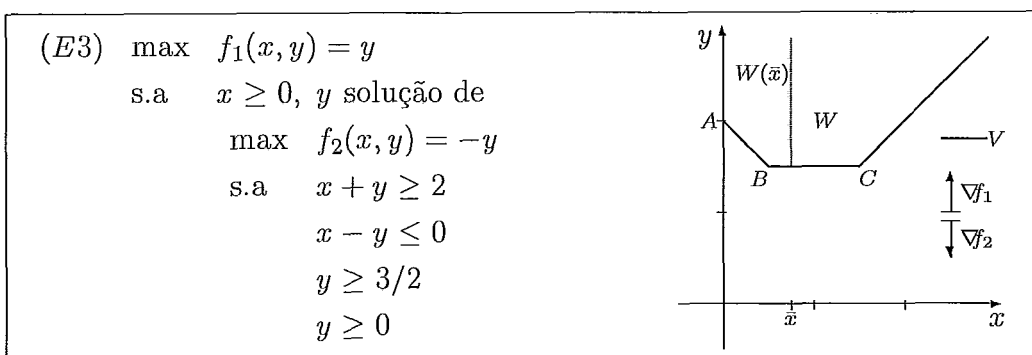 (E3) max f₁(x, y) = y
s.a x ≥ 0, y solução de
max f₂(x, y) = −y
s.a x + y ≥ 2
x − y ≤ 0
y ≥ 3/2
y ≥ 0
y
W(x̄)
A
W
V
B
C
∇f₁
∇f₂
x̄
x